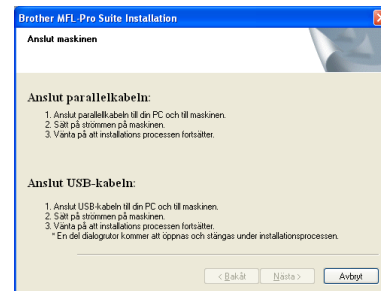 Brother MFL-Pro Suite Installation
Anslut maskinen
Anslut parallelkabeln:
1. Anslut parallellkabeln till din PC och till maskinen.
2. Sätt på strömmen på maskinen.
3. Vänta på att installations processen fortsätter.
Anslut USB-kabeln:
1. Anslut USB-kabeln till din PC och till maskinen.
2. Sätt på strömmen på maskinen.
3. Vänta på att installations processen fortsätter.
* En del dialogrutor kommer att öppnas och stängas under installationsprocessen.
< Bakåt Nästa > Avbryt